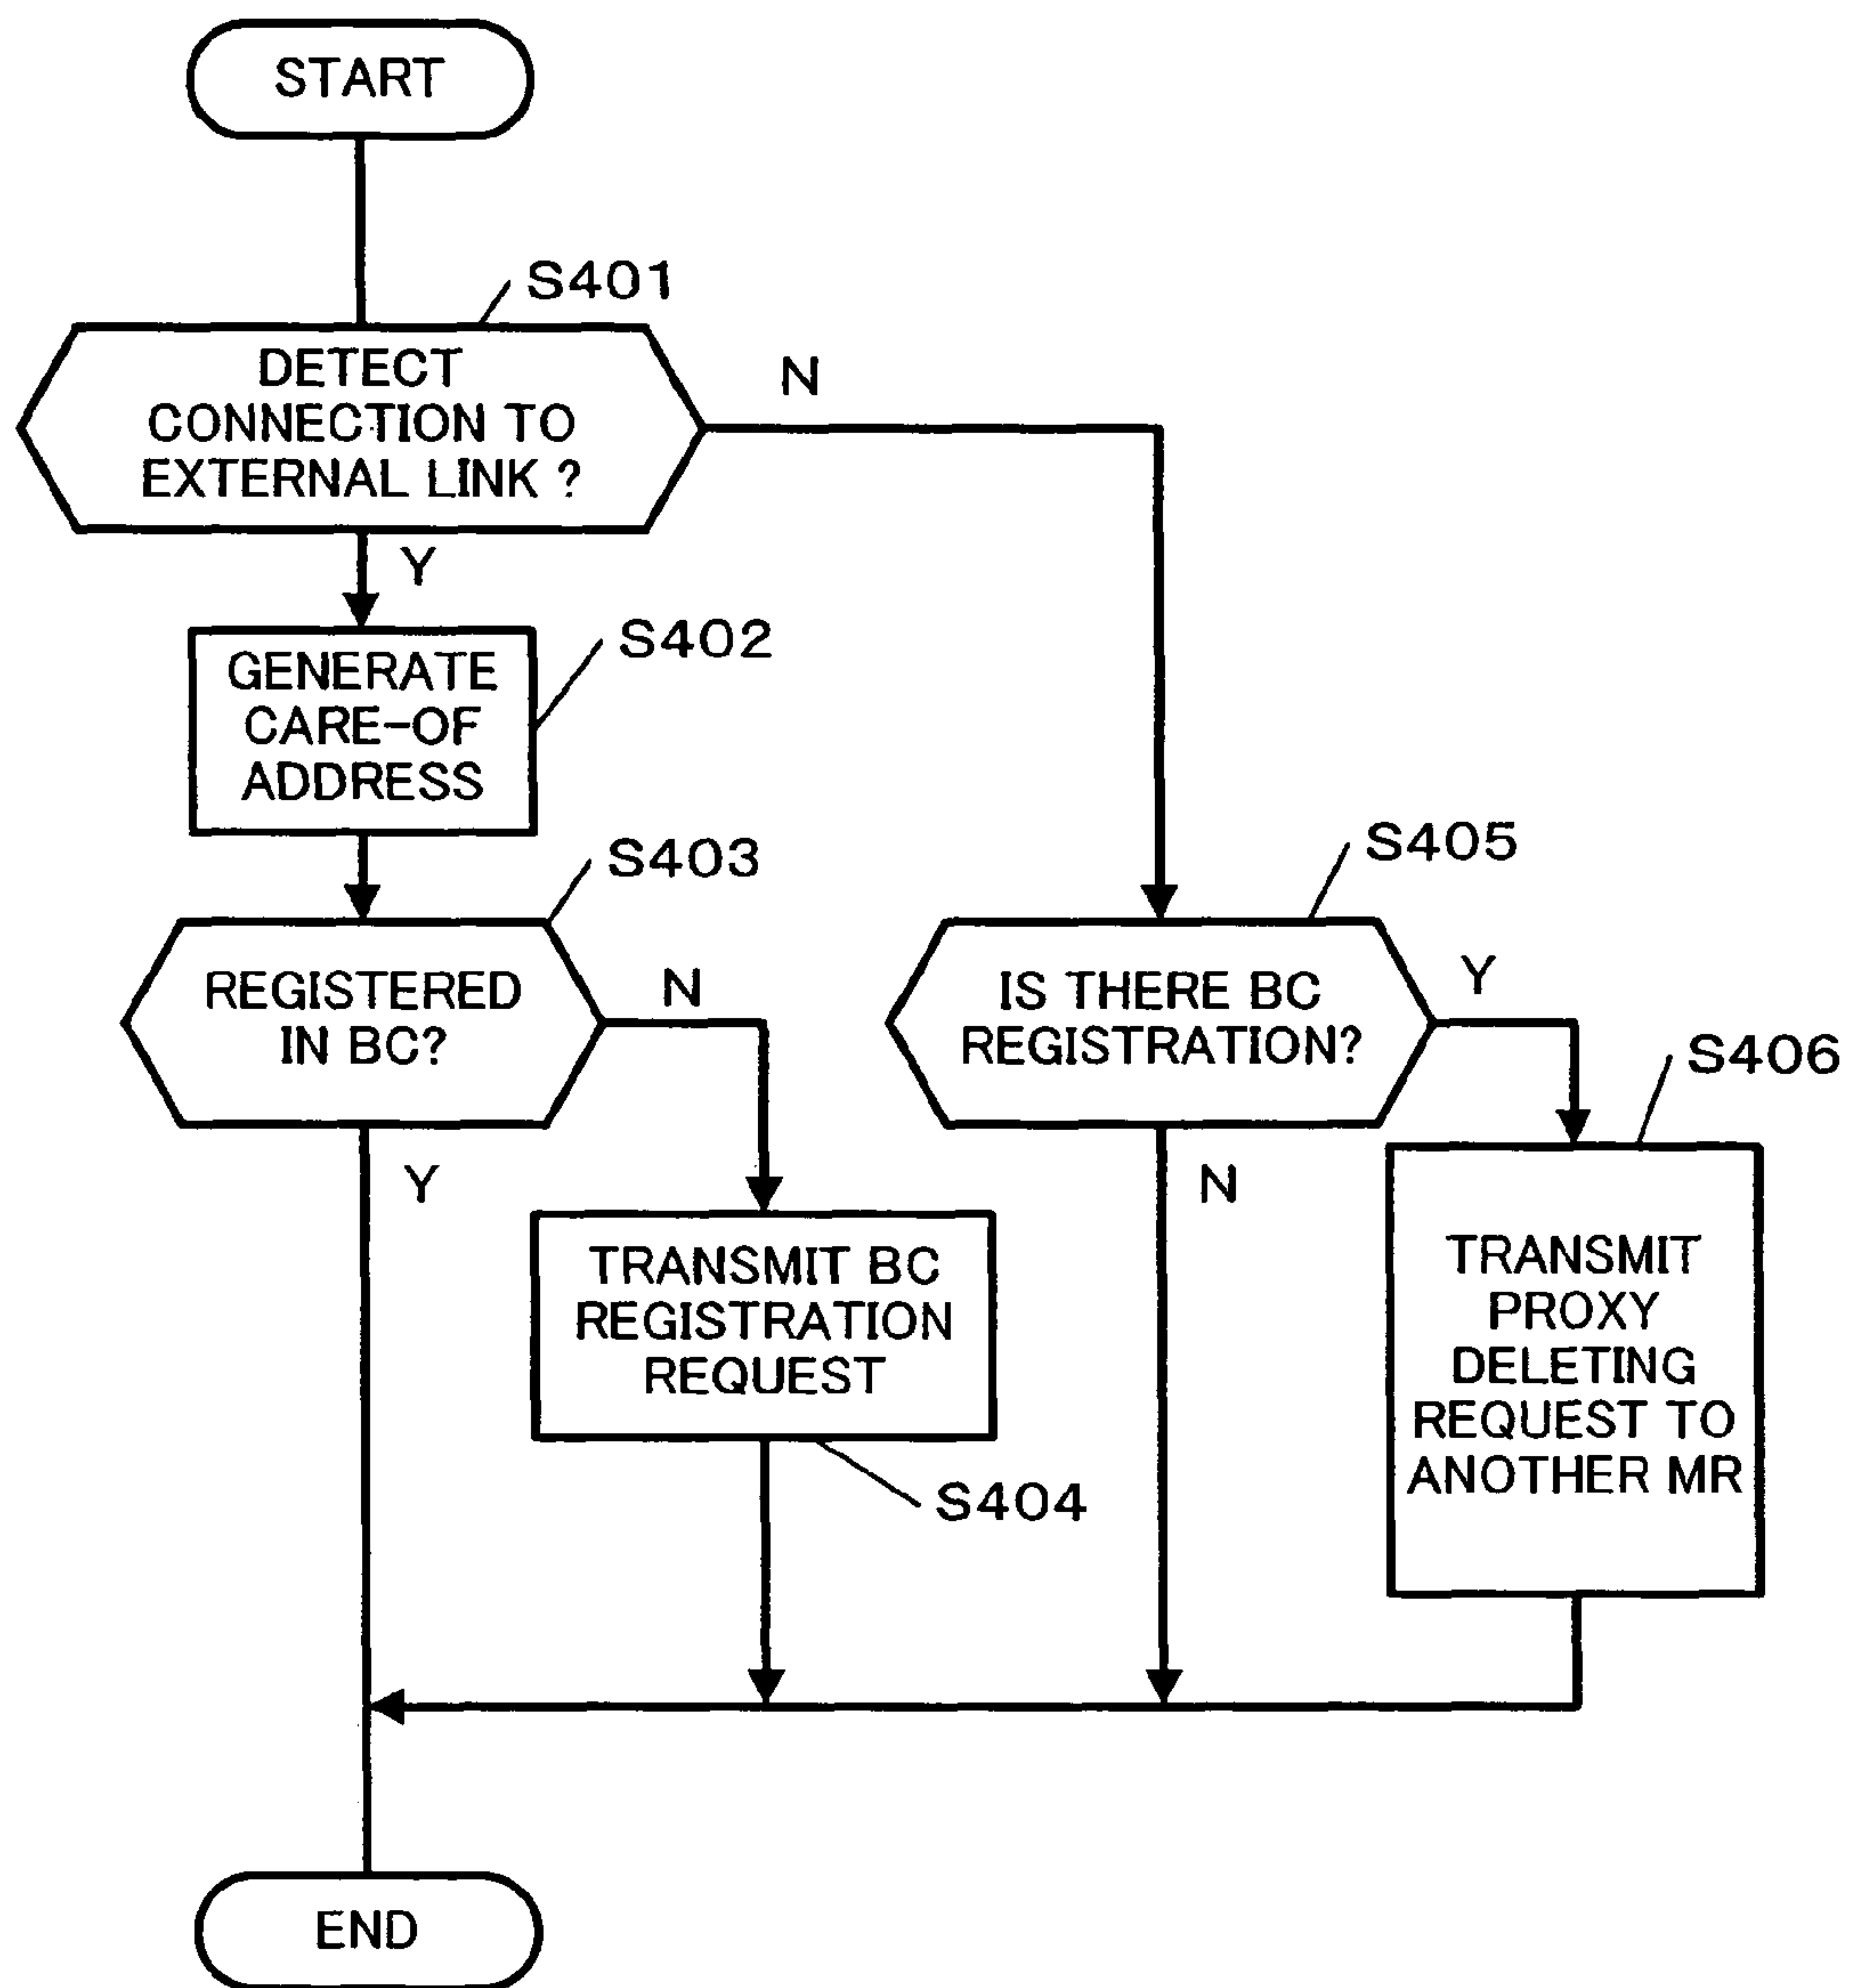 START
S401
DETECT
CONNECTION TO
EXTERNAL LINK ?
N
Y
S402
GENERATE
CARE-OF
ADDRESS
S403
REGISTERED
IN BC?
N
Y
S405
IS THERE BC
REGISTRATION?
Y
N
S406
TRANSMIT BC
REGISTRATION
REQUEST
S404
TRANSMIT
PROXY
DELETING
REQUEST TO
ANOTHER MR
END